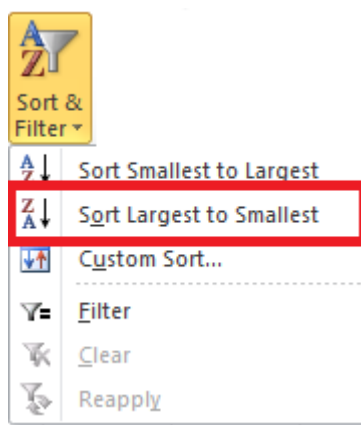 A
Z
Sort &
Filter
A
Z
Sort Smallest to Largest
Z
A
Sort Largest to Smallest
Custom Sort...
Filter
Clear
Reapply